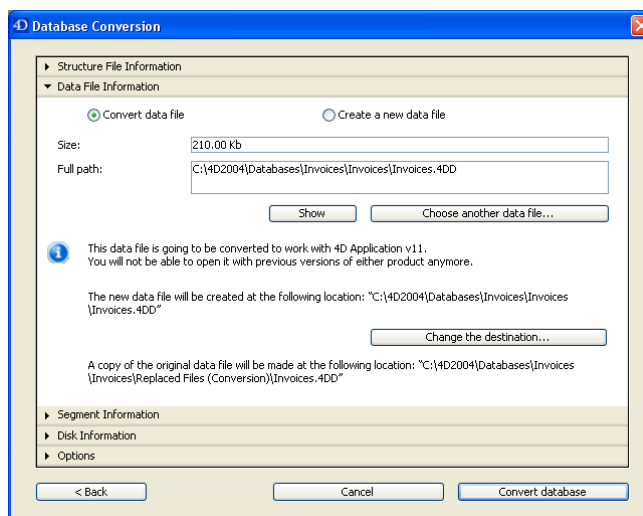 4D Database Conversion
Structure File Information
Data File Information
Convert data file
Create a new data file
Size:
210.00 Kb
Full path:
C:\4D2004\Databases\Invoices\Invoices\Invoices.4DD
Show
Choose another data file...
This data file is going to be converted to work with 4D Application v11.
You will not be able to open it with previous versions of either product anymore.
The new data file will be created at the following location: "C:\4D2004\Databases\Invoices\Invoices
\Invoices.4DD"
Change the destination...
A copy of the original data file will be made at the following location: "C:\4D2004\Databases\Invoices
\Invoices\Replaced Files (Conversion)\Invoices.4DD"
Segment Information
Disk Information
Options
< Back
Cancel
Convert database